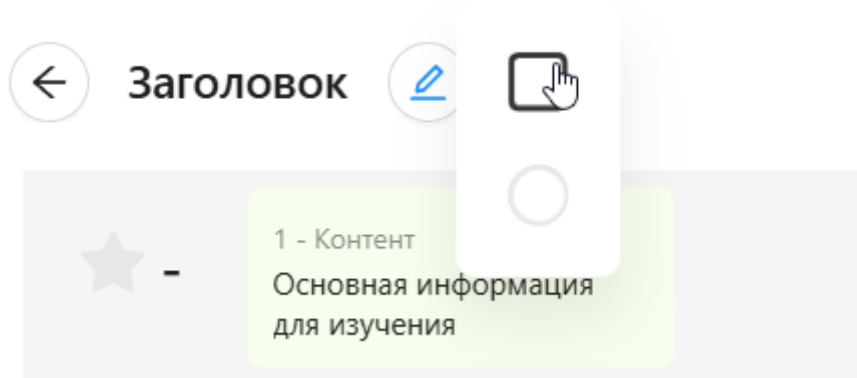 Заголовок
-
1 - Контент
Основная информация
для изучения